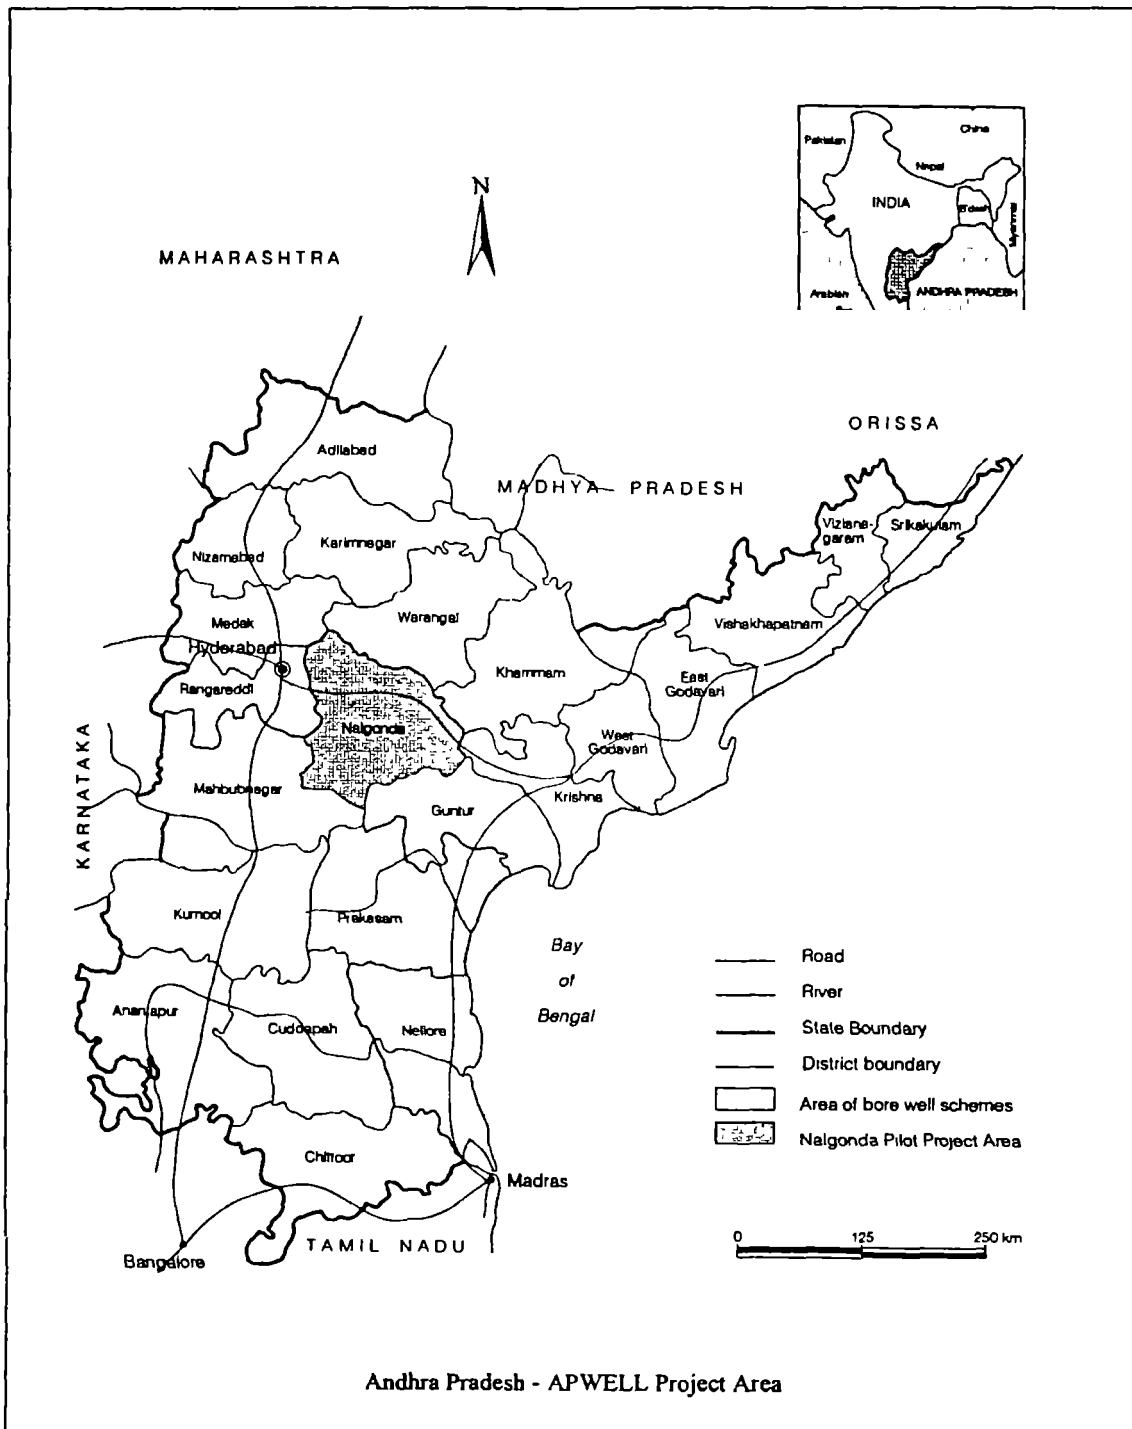 Pakistan
China
Nepal
INDIA
B'desh
Myanmar
Arabian
ANDHRA PRADESH
N
MAHARASHTRA
ORISSA
MADHYA PRADESH
Adilabad
Nizamabad
Karimnagar
Vizianagaram
Srikakulam
Medak
Warangal
Vishakhapatnam
Hyderabad
Khammam
East
Godavari
Rangareddi
Nalgonda
West
Godavari
KARNATAKA
Mahbubnagar
Guntur
Krishna
Kurnool
Prakasam
Bay
of
Bengal
Anantapur
Cuddapah
Nellore
Chittoor
Madras
TAMIL NADU
Bangalore
Road
River
State Boundary
District boundary
Area of bore well schemes
Nalgonda Pilot Project Area
0 125 250 km
Andhra Pradesh - APWELL Project Area